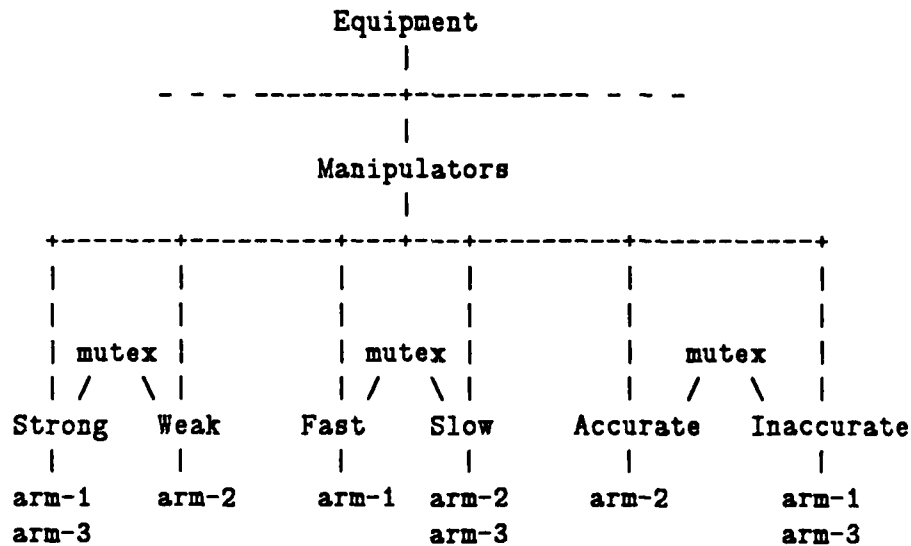 Equipment
Manipulators
mutex mutex mutex
Strong Weak Fast Slow Accurate Inaccurate
arm-1 arm-2 arm-1 arm-2 arm-2 arm-1
arm-3 arm-3 arm-3